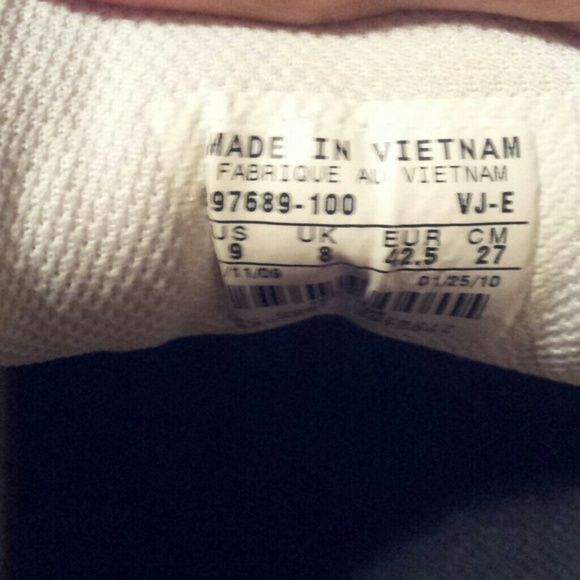 MADE IN VIETNAM
FABRIQUE AU VIETNAM
97689-100 VJ-E
US UK EUR CM
9 8 42.5 27
/11/09 01/25/10